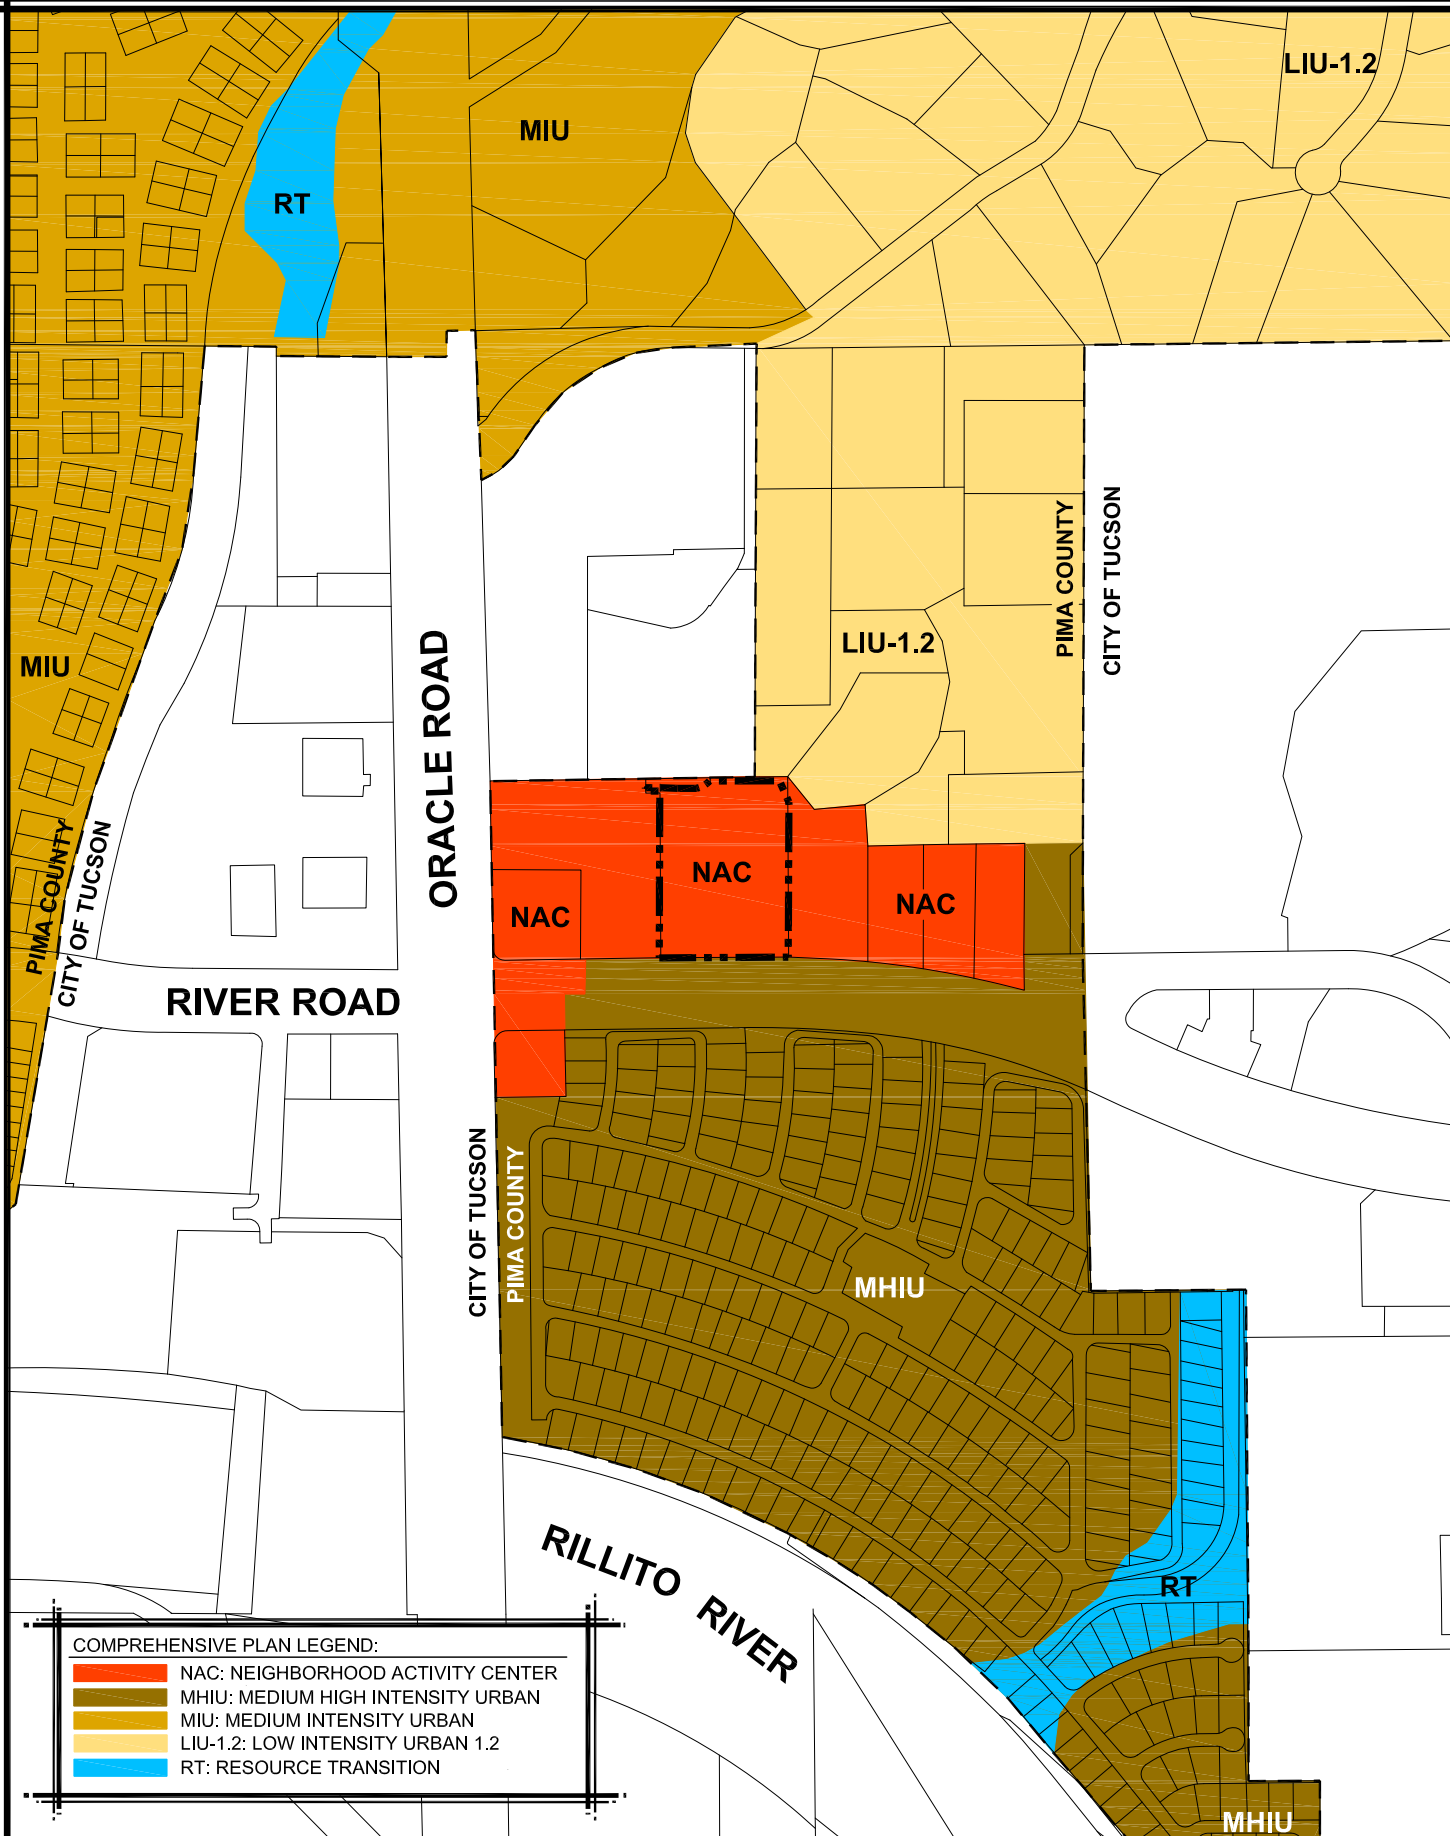 LIU-1.2
MIU
RT
PIMA COUNTY
CITY OF TUCSON
LIU-1.2
MIU
ORACLE ROAD
PIMA COUNTY
CITY OF TUCSON
NAC
NAC
NAC
RIVER ROAD
CITY OF TUCSON
PIMA COUNTY
MHIU
RILLITO RIVER
RT
COMPREHENSIVE PLAN LEGEND:
NAC: NEIGHBORHOOD ACTIVITY CENTER
MHIU: MEDIUM HIGH INTENSITY URBAN
MIU: MEDIUM INTENSITY URBAN
LIU-1.2: LOW INTENSITY URBAN 1.2
RT: RESOURCE TRANSITION
MHIU